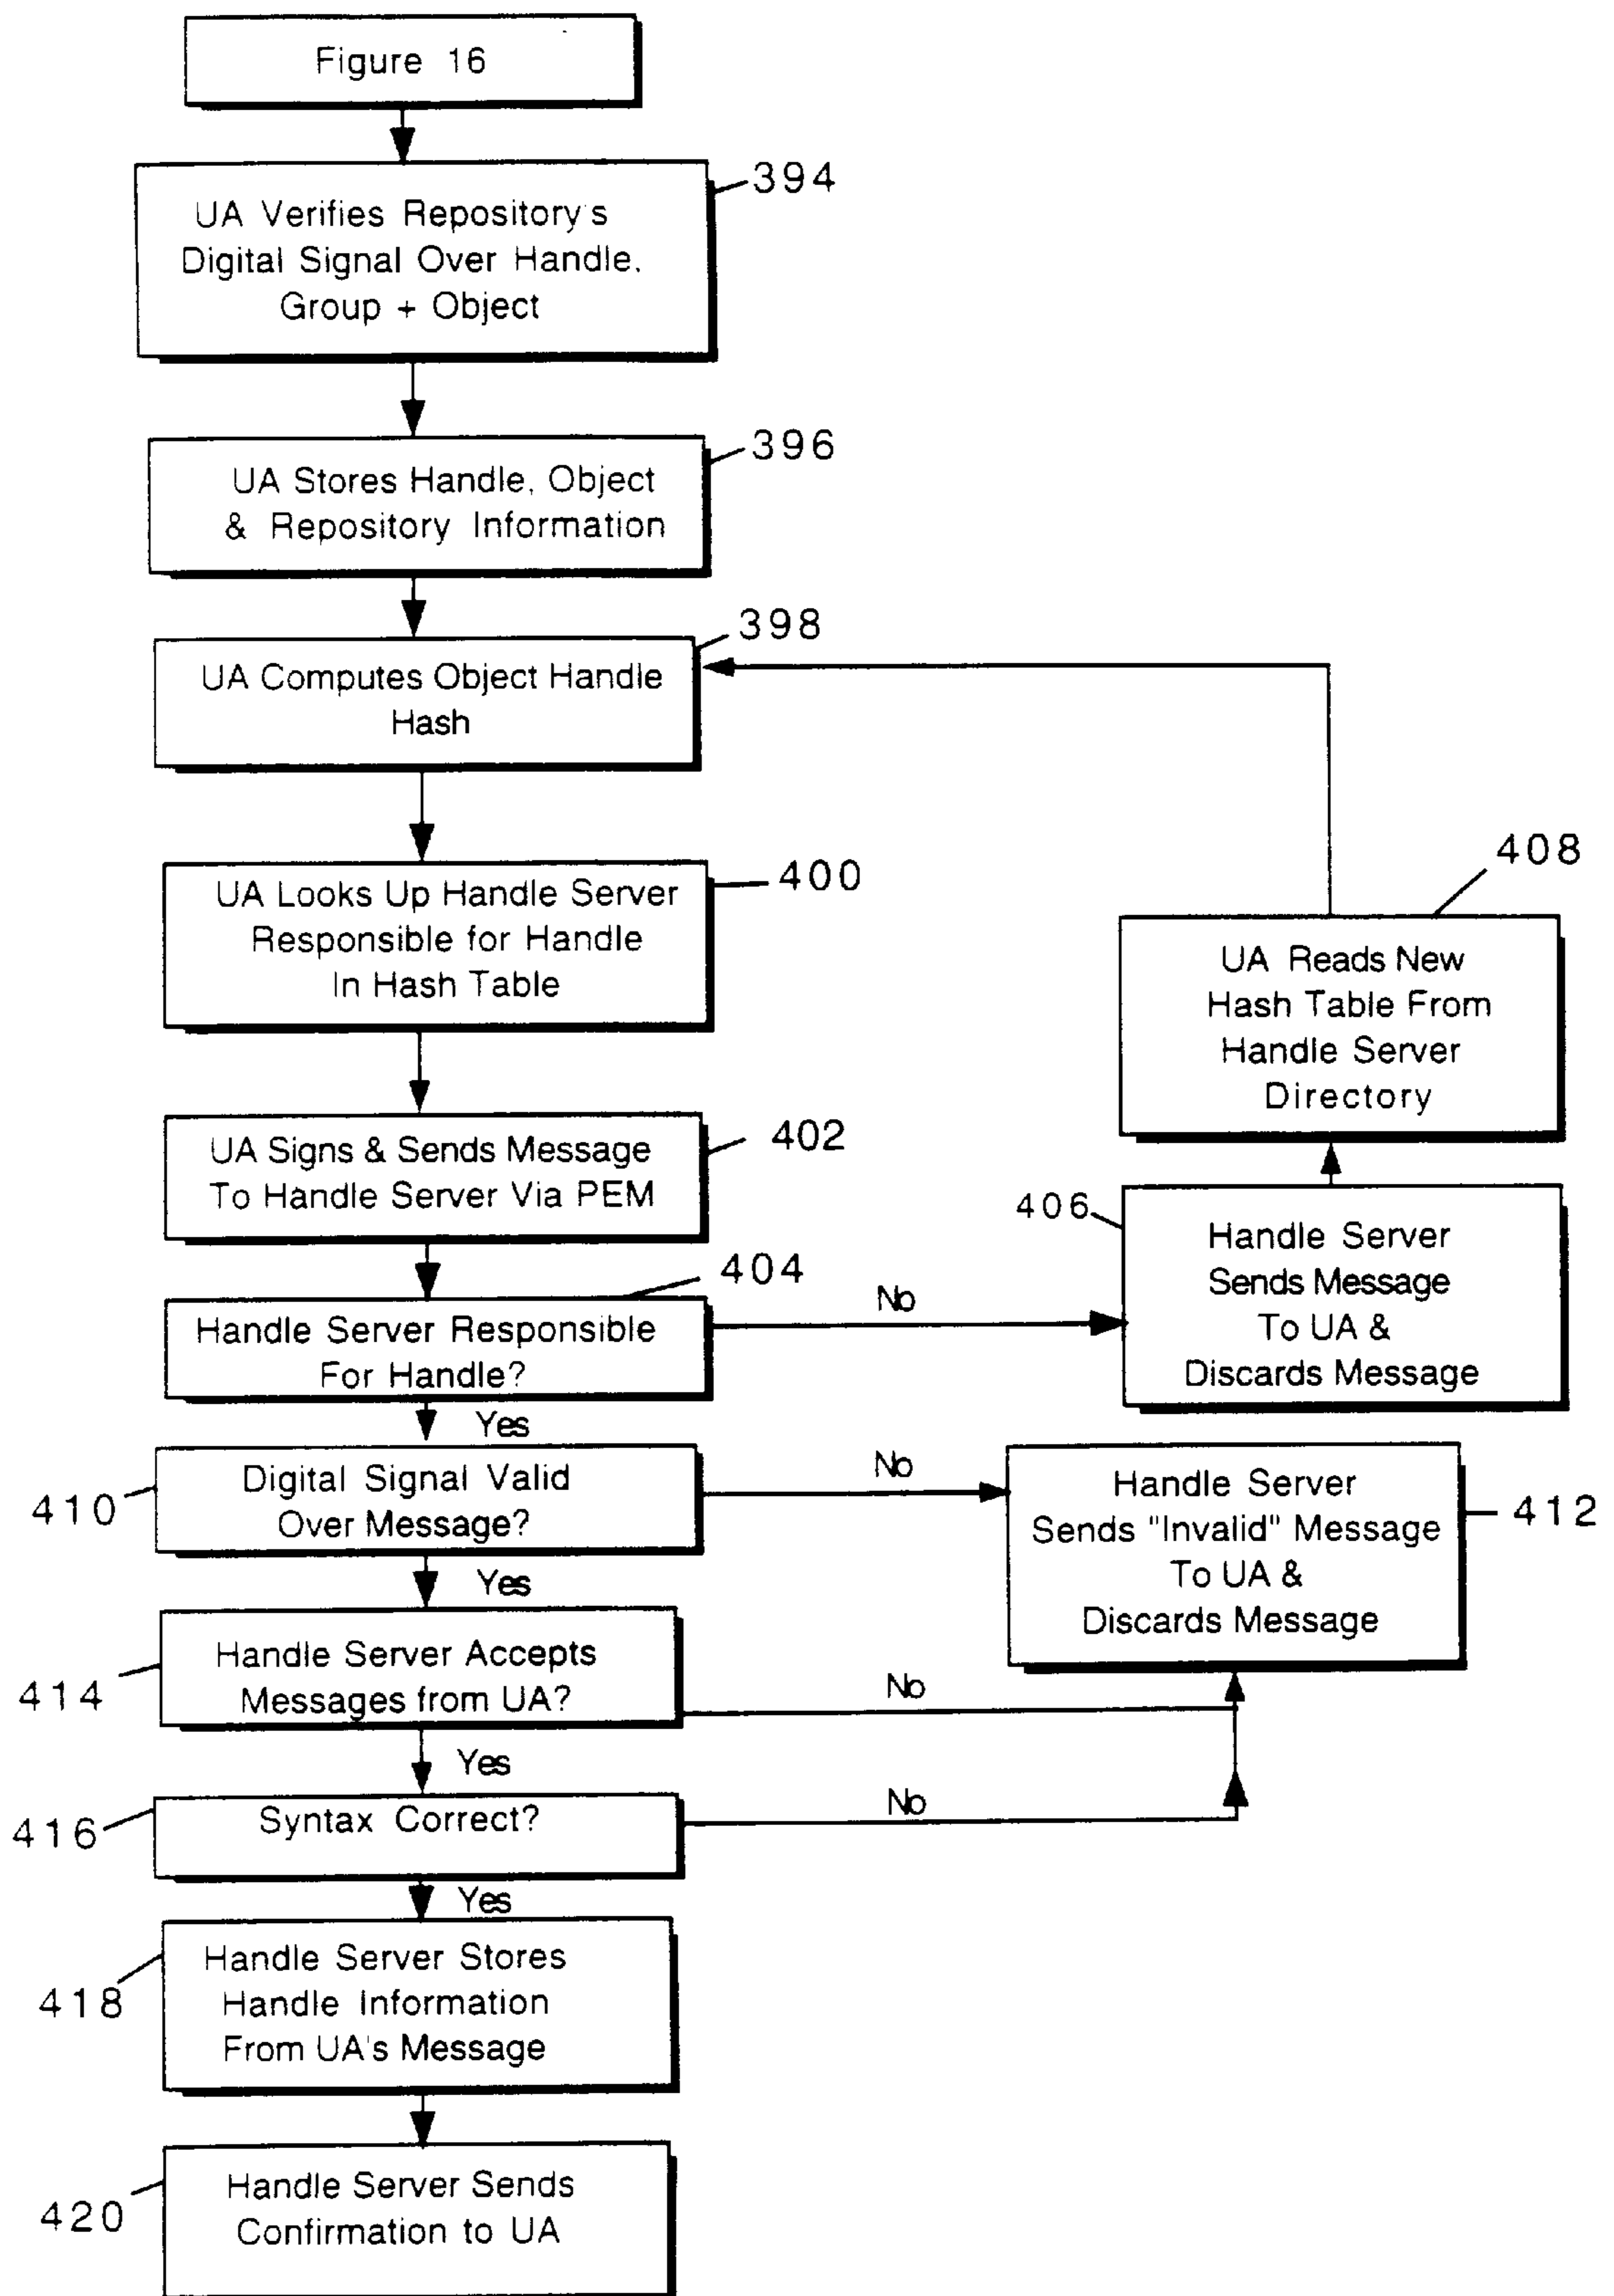 Figure 16
394
UA Verifies Repository's
Digital Signal Over Handle,
Group + Object
396
UA Stores Handle, Object
& Repository Information
398
UA Computes Object Handle
Hash
400
UA Looks Up Handle Server
Responsible for Handle
In Hash Table
408
UA Reads New
Hash Table From
Handle Server
Directory
402
UA Signs & Sends Message
To Handle Server Via PEM
406
Handle Server
Sends Message
To UA &
Discards Message
404
Handle Server Responsible
For Handle?
No
Yes
410
Digital Signal Valid
Over Message?
No
412
Handle Server
Sends "Invalid" Message
To UA &
Discards Message
Yes
414
Handle Server Accepts
Messages from UA?
No
Yes
416
Syntax Correct?
No
Yes
418
Handle Server Stores
Handle Information
From UA's Message
420
Handle Server Sends
Confirmation to UA